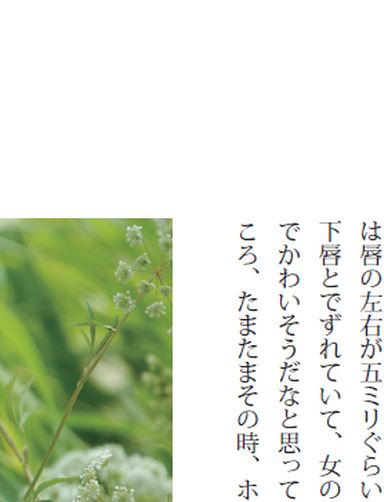 は唇の左右が五ミリぐらい
下唇とでずれていて、女の
でかわいそうだなと思って
ころ、たまたまその時、ホ